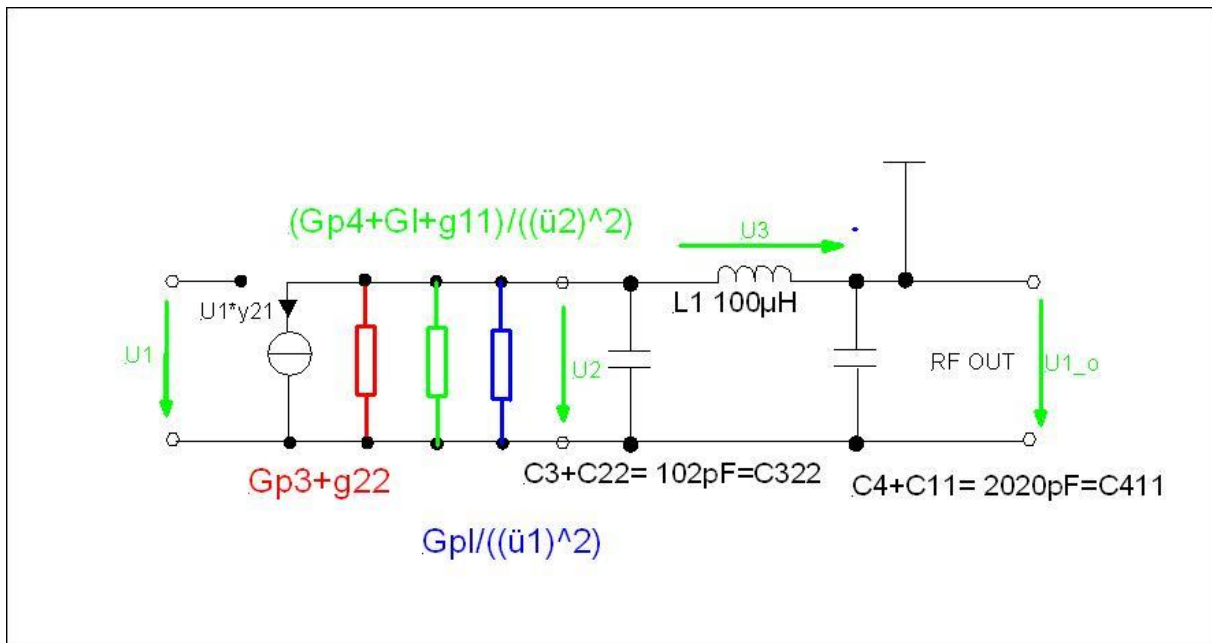 (Gp4+Gl+g11)/((ü2)^2)
U3
U1*y21
L1 100µH
U1
U2
RF OUT
U1_o
Gp3+g22
C3+C22= 102pF=C322
C4+C11= 2020pF=C411
Gpl/((ü1)^2)